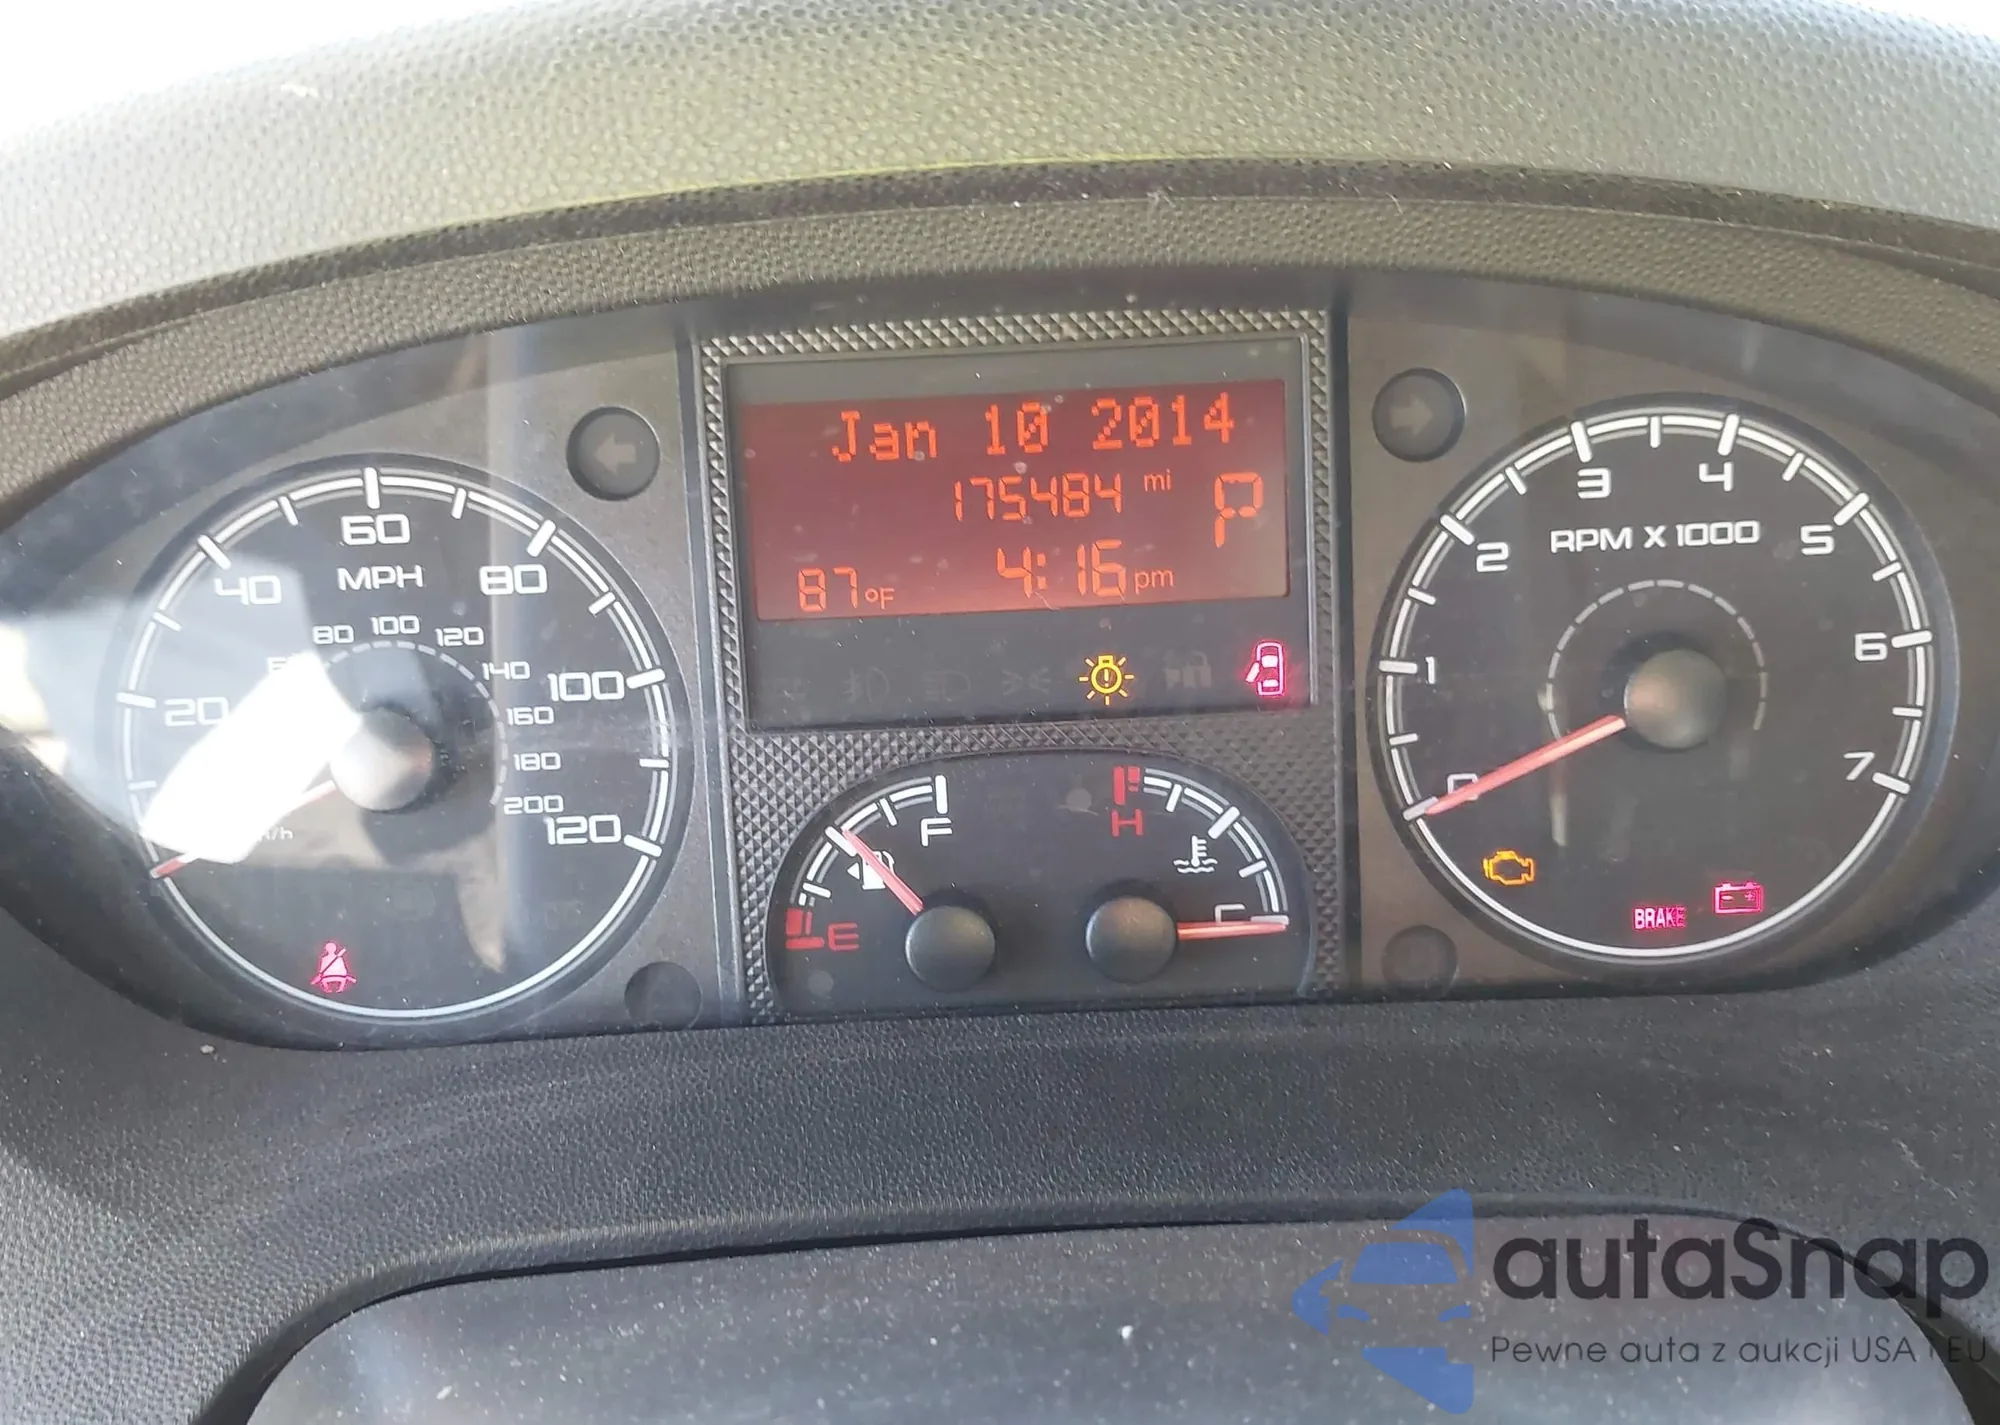 Jan 10 2014
175484 mi
P
87°F
4:16 pm
20
40
60
80
100
120
MPH
80
100
120
140
160
180
200
F
E
H
C
0
1
2
3
4
5
6
7
RPM X 1000
BRAKE
autaSnap
Pewne auta z aukcji USA i EU